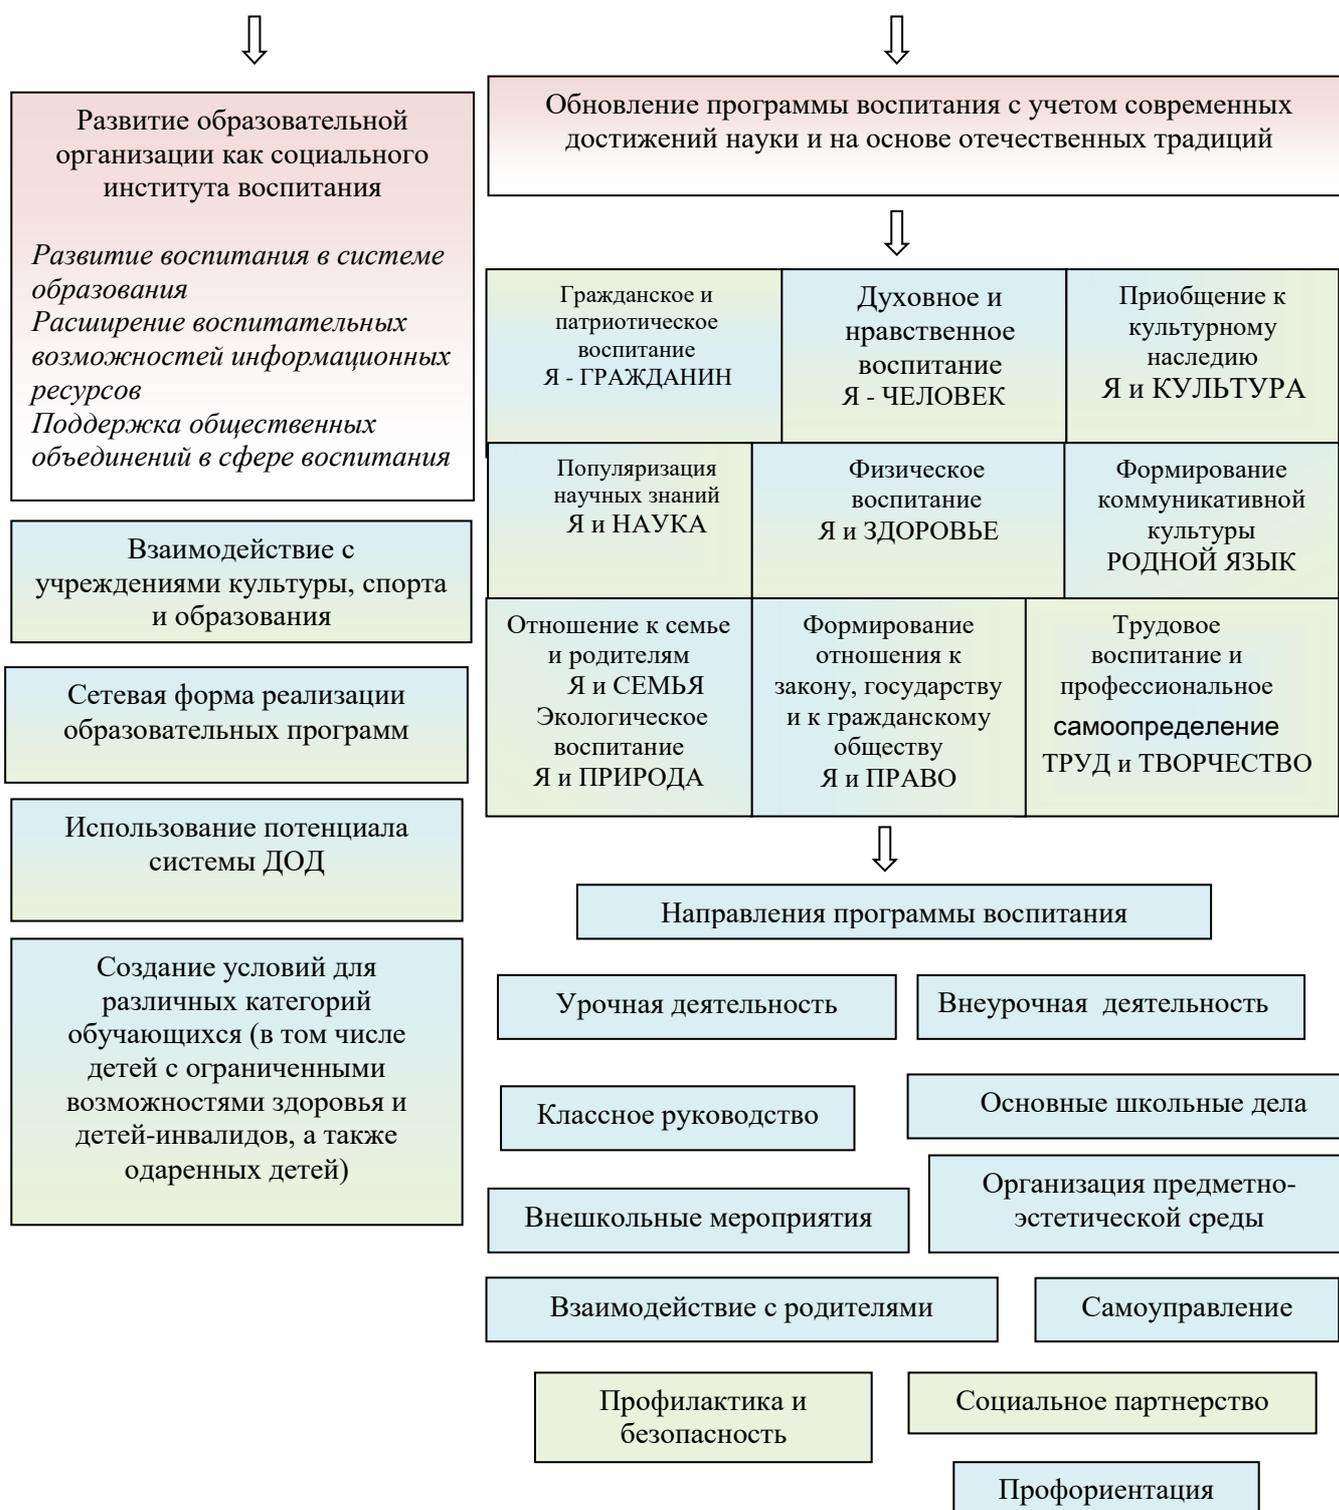 Развитие образовательной
организации как социального
института воспитания
Развитие воспитания в системе
образования
Расширение воспитательных
возможностей информационных
ресурсов
Поддержка общественных
объединений в сфере воспитания
Взаимодействие с
учреждениями культуры, спорта
и образования
Сетевая форма реализации
образовательных программ
Использование потенциала
системы ДОД
Создание условий для
различных категорий
обучающихся (в том числе
детей с ограниченными
возможностями здоровья и
детей-инвалидов, а также
одаренных детей)
Обновление программы воспитания с учетом современных
достижений науки и на основе отечественных традиций
Гражданское и
патриотическое
воспитание
Я - ГРАЖДАНИН
Духовное и
нравственное
воспитание
Я - ЧЕЛОВЕК
Приобщение к
культурному
наследию
Я и КУЛЬТУРА
Популяризация
научных знаний
Я и НАУКА
Физическое
воспитание
Я и ЗДОРОВЬЕ
Формирование
коммуникативной
культуры
РОДНОЙ ЯЗЫК
Отношение к семье
и родителям
Я и СЕМЬЯ
Экологическое
воспитание
Я и ПРИРОДА
Формирование
отношения к
закону, государству
и к гражданскому
обществу
Я и ПРАВО
Трудовое
воспитание и
профессиональное
самоопределение
ТРУД и ТВОРЧЕСТВО
Направления программы воспитания
Урочная деятельность
Внеурочная деятельность
Классное руководство
Основные школьные дела
Внешкольные мероприятия
Организация предметно-
эстетической среды
Взаимодействие с родителями
Самоуправление
Профилактика и
безопасность
Социальное партнерство
Профориентация